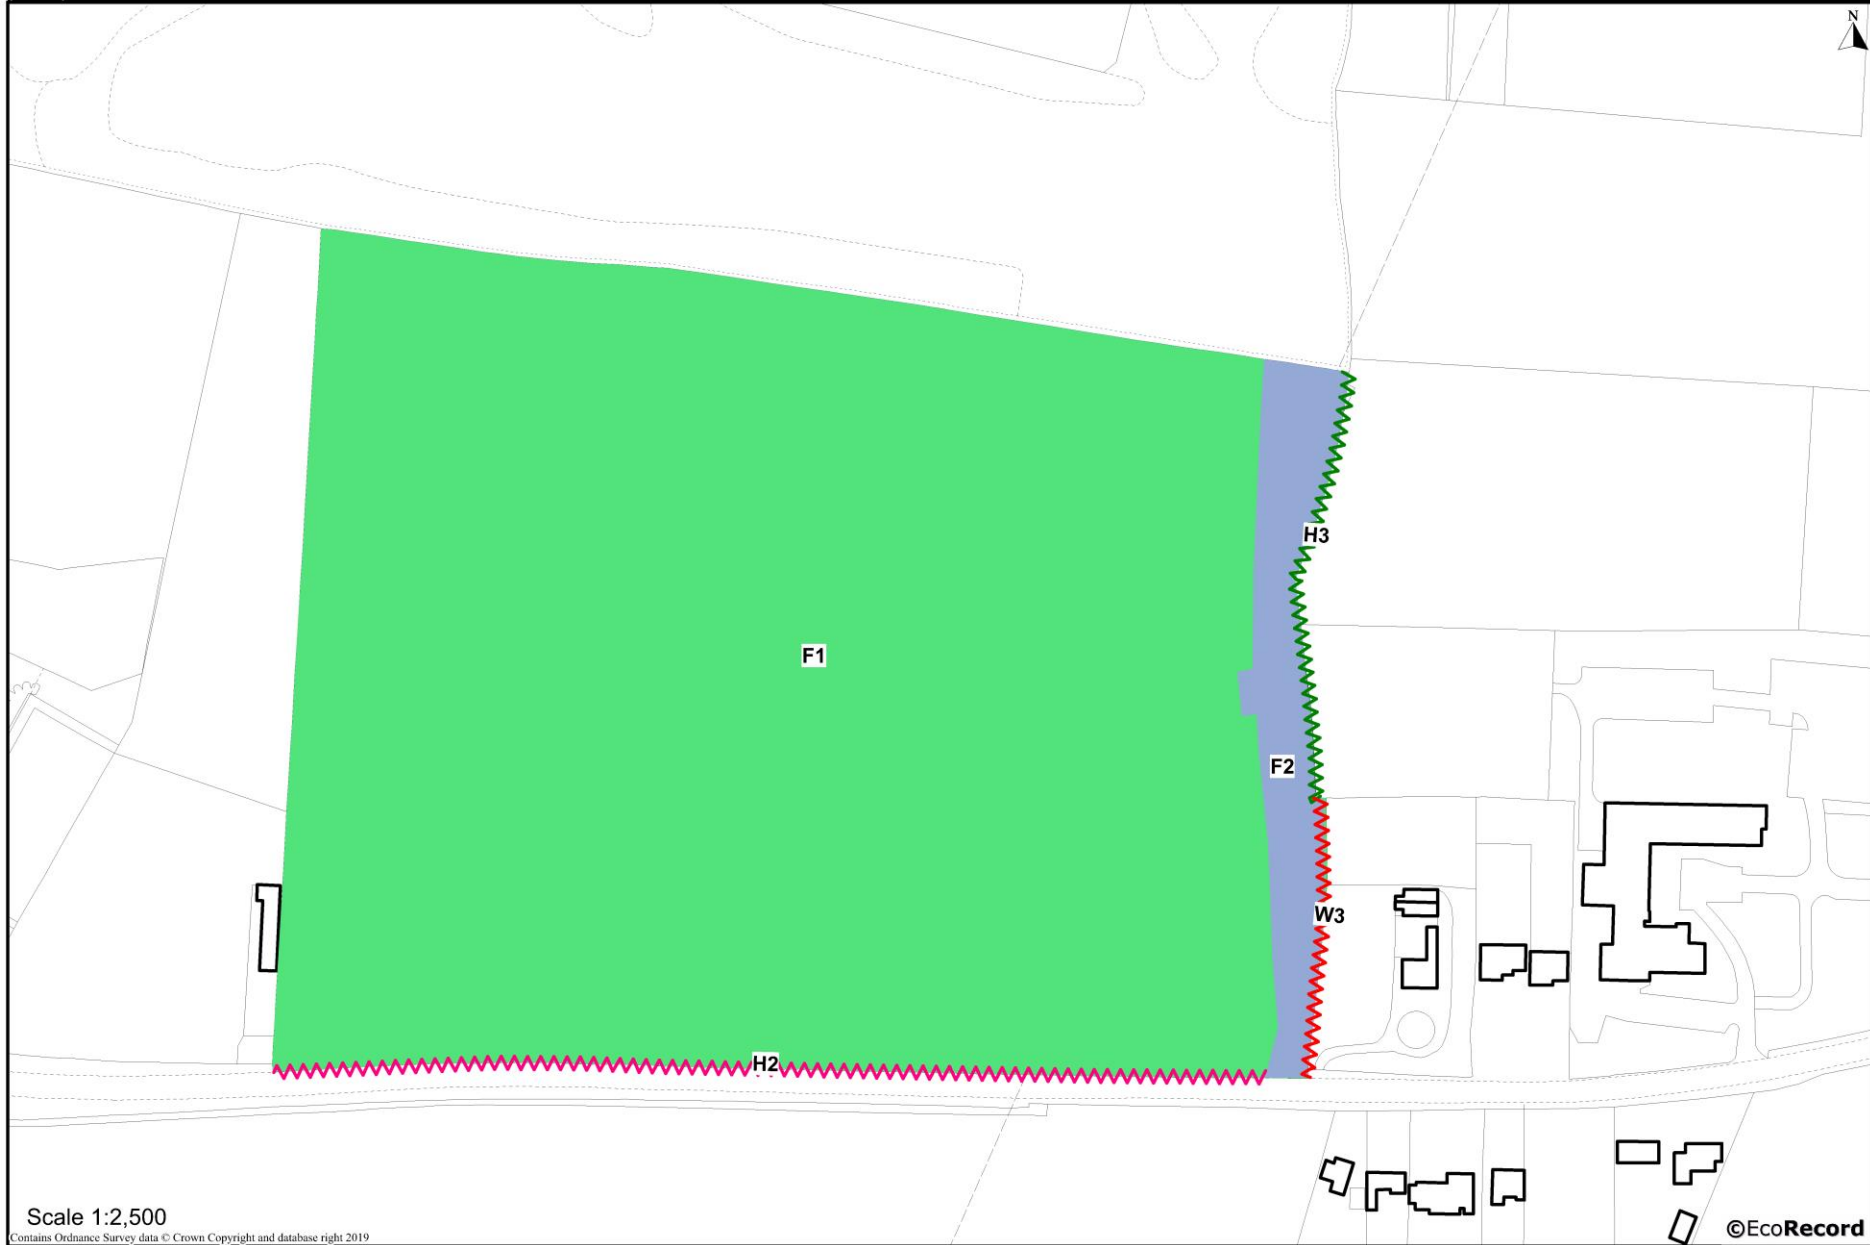 N
H3
F1
F2
W3
H2
Scale 1:2,500
Contains Ordnance Survey data © Crown Copyright and database right 2019
©EcoRecord